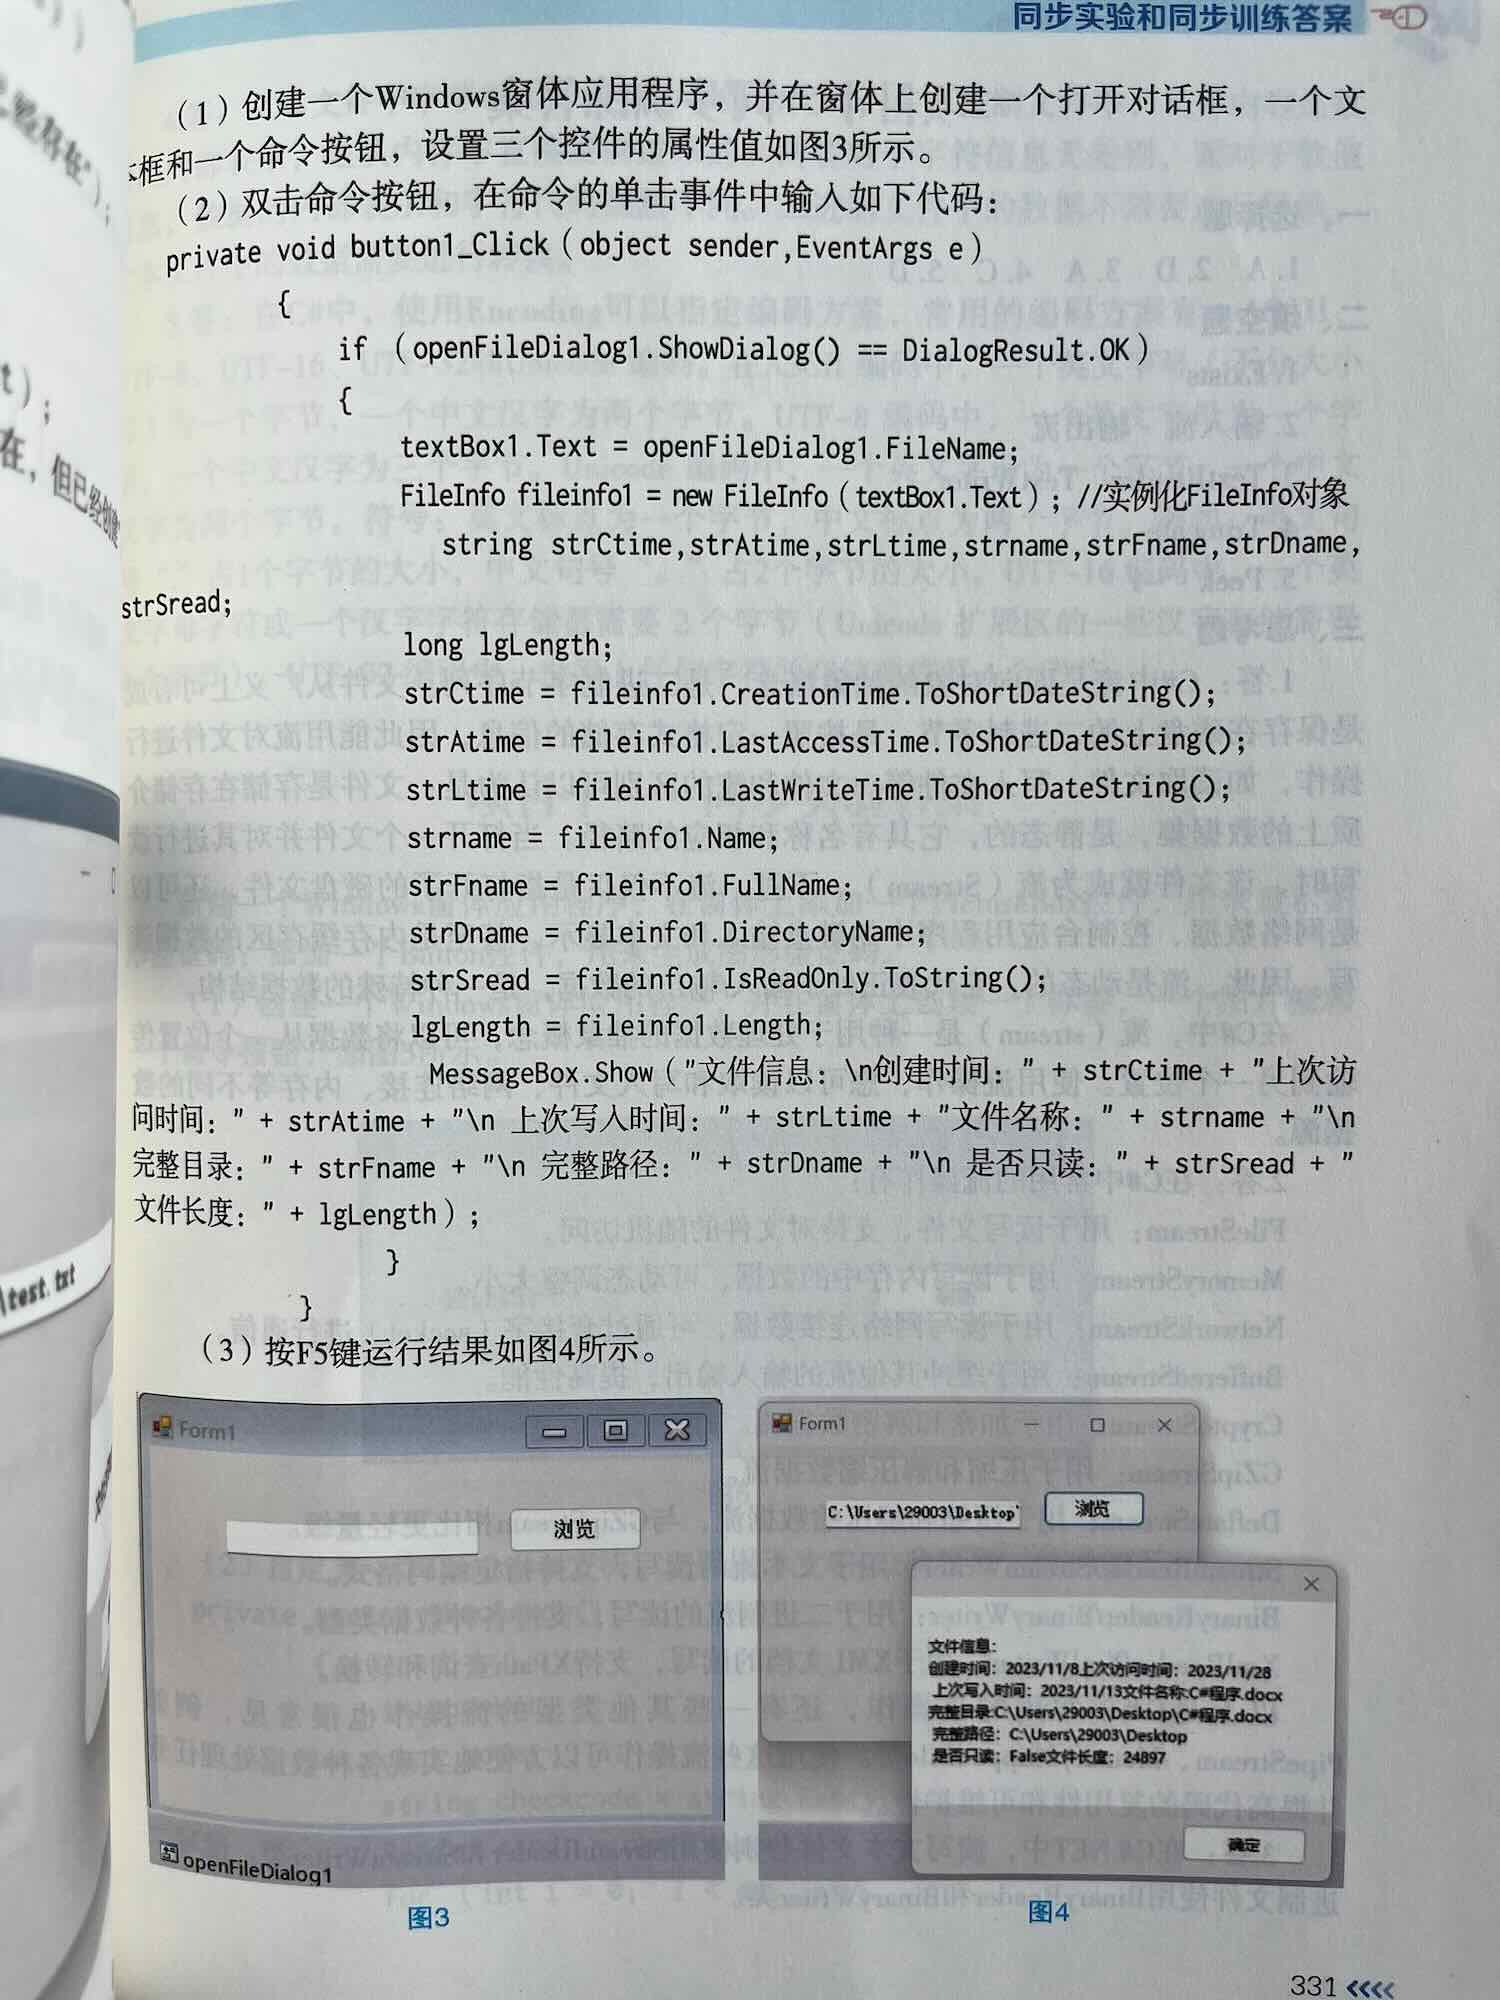 同步实验和同步训练答案
（1）创建一个Windows窗体应用程序，并在窗体上创建一个打开对话框，一个文
框和一个命令按钮，设置三个控件的属性值如图3所示。
（2）双击命令按钮，在命令的单击事件中输入如下代码：
private void button1_Click（object sender,EventArgs e）
{
if （openFileDialog1.ShowDialog() == DialogResult.OK）
{
textBox1.Text = openFileDialog1.FileName;
FileInfo fileinfo1 = new FileInfo（textBox1.Text）; //实例化FileInfo对象
string strCtime,strAtime,strLtime,strname,strFname,strDname,
strSread;
long lgLength;
strCtime = fileinfo1.CreationTime.ToShortDateString();
strAtime = fileinfo1.LastAccessTime.ToShortDateString();
strLtime = fileinfo1.LastWriteTime.ToShortDateString();
strname = fileinfo1.Name;
strFname = fileinfo1.FullName;
strDname = fileinfo1.DirectoryName;
strSread = fileinfo1.IsReadOnly.ToString();
lgLength = fileinfo1.Length;
MessageBox.Show（"文件信息：\n创建时间：" + strCtime + "上次访
问时间：" + strAtime + "\n 上次写入时间：" + strLtime + "文件名称：" + strname + "\n
完整目录：" + strFname + "\n 完整路径：" + strDname + "\n 是否只读：" + strSread + "
文件长度：" + lgLength）;
}
}
（3）按F5键运行结果如图4所示。
Form1
浏览
openFileDialog1
图3
Form1
C:\Users\29003\Desktop\
浏览
文件信息：
创建时间：2023/11/8上次访问时间：2023/11/28
上次写入时间：2023/11/13文件名称:C#程序.docx
完整目录:C:\Users\29003\Desktop\C#程序.docx
完整路径：C:\Users\29003\Desktop
是否只读：False文件长度：24897
确定
图4
331
在，但已经创建
\test.txt